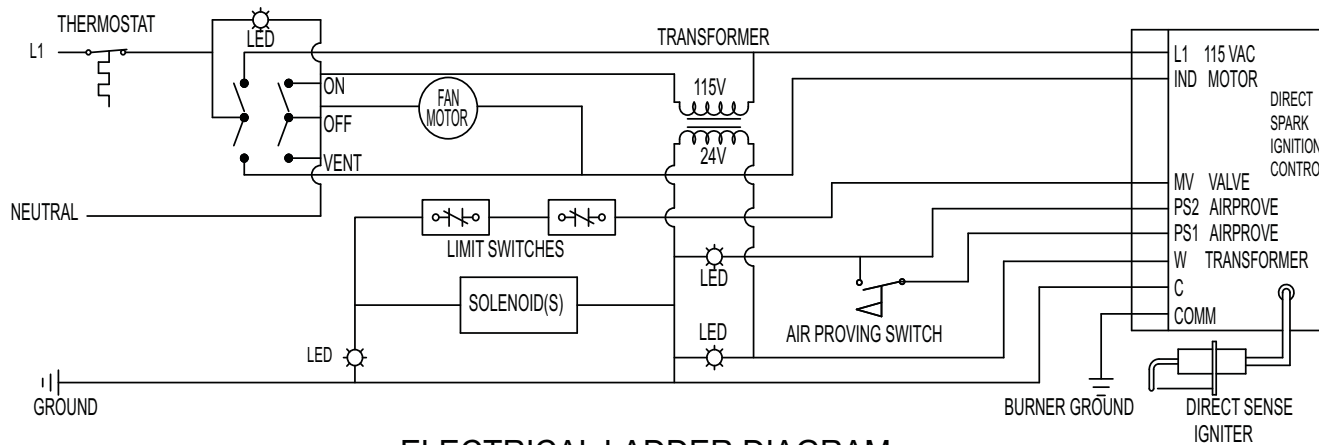 THERMOSTAT
L1
LED
TRANSFORMER
L1 115 VAC
IND MOTOR
ON
OFF
VENT
FAN
MOTOR
115V
24V
DIRECT
SPARK
IGNITION
CONTRO
NEUTRAL
LIMIT SWITCHES
MV VALVE
PS2 AIRPROVE
PS1 AIRPROVE
W TRANSFORMER
C
COMM
LED
SOLENOID(S)
AIR PROVING SWITCH
LED
LED
GROUND
BURNER GROUND
DIRECT SENSE
IGNITER